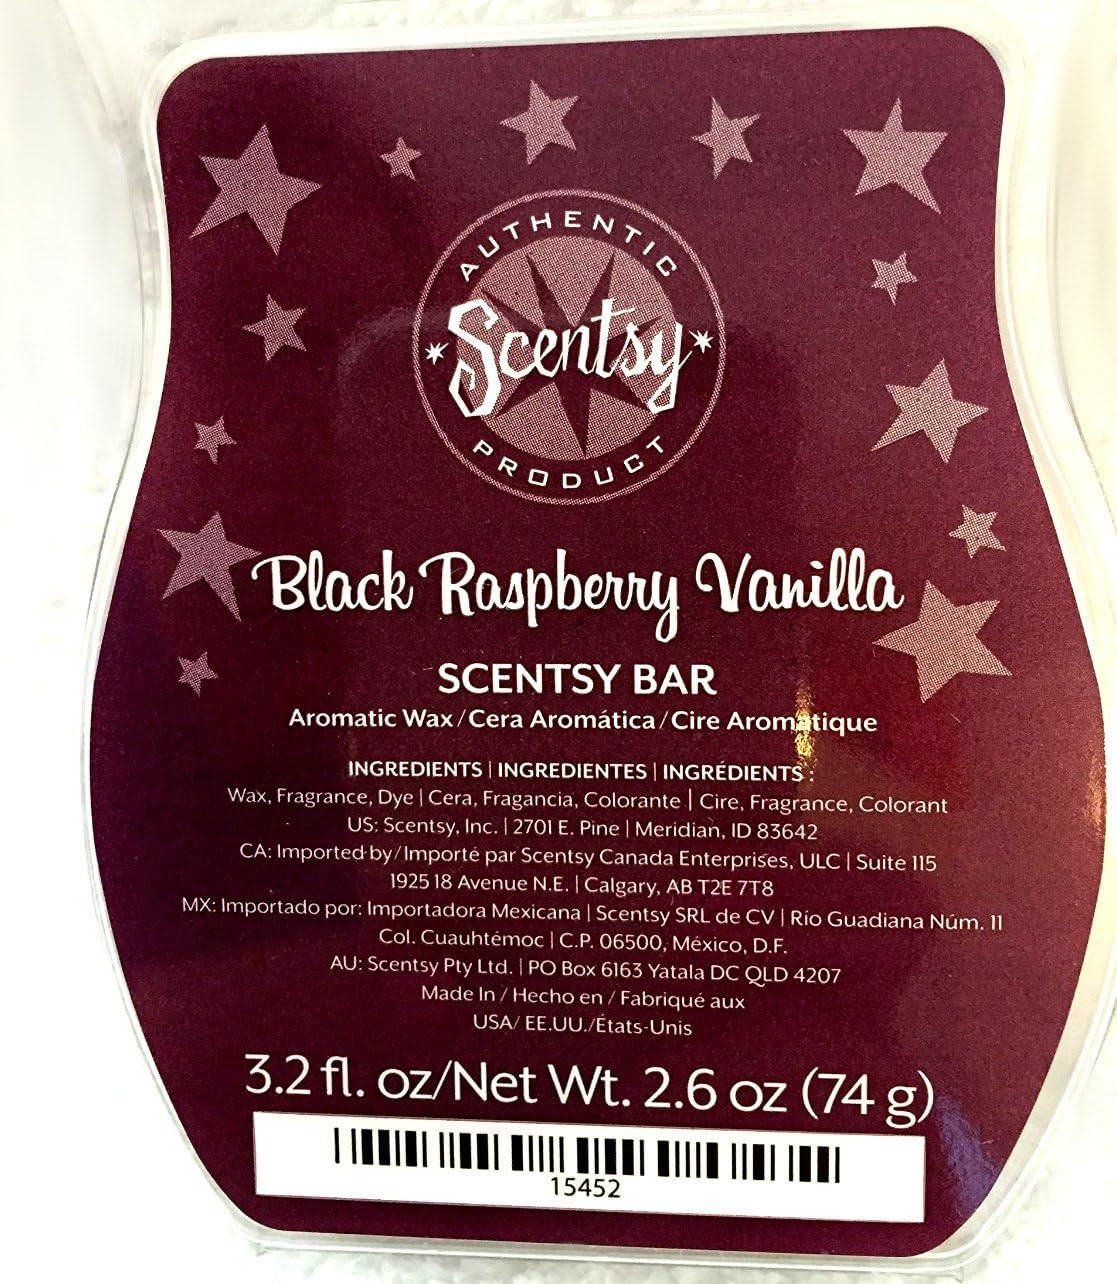 AUTHENTIC
Scentsy
PRODUCT
Black Raspberry Vanilla
SCENTSY BAR
Aromatic Wax/Cera Aromática/Cire Aromatique
INGREDIENTS | INGREDIENTES | INGRÉDIENTS :
Wax, Fragrance, Dye | Cera, Fragancia, Colorante | Cire, Fragrance, Colorant
US: Scentsy, Inc. | 2701 E. Pine | Meridian, ID 83642
CA: Imported by/Importé par Scentsy Canada Enterprises, ULC | Suite 115
1925 18 Avenue N.E. | Calgary, AB T2E 7T8
MX: Importado por: Importadora Mexicana | Scentsy SRL de CV | Río Guadiana Núm. 11
Col. Cuauhtémoc | C.P. 06500, México, D.F.
AU: Scentsy Pty Ltd. | PO Box 6163 Yatala DC QLD 4207
Made In / Hecho en / Fabriqué aux
USA/ EE.UU./États-Unis
3.2 fl. oz/Net Wt. 2.6 oz (74 g)
15452